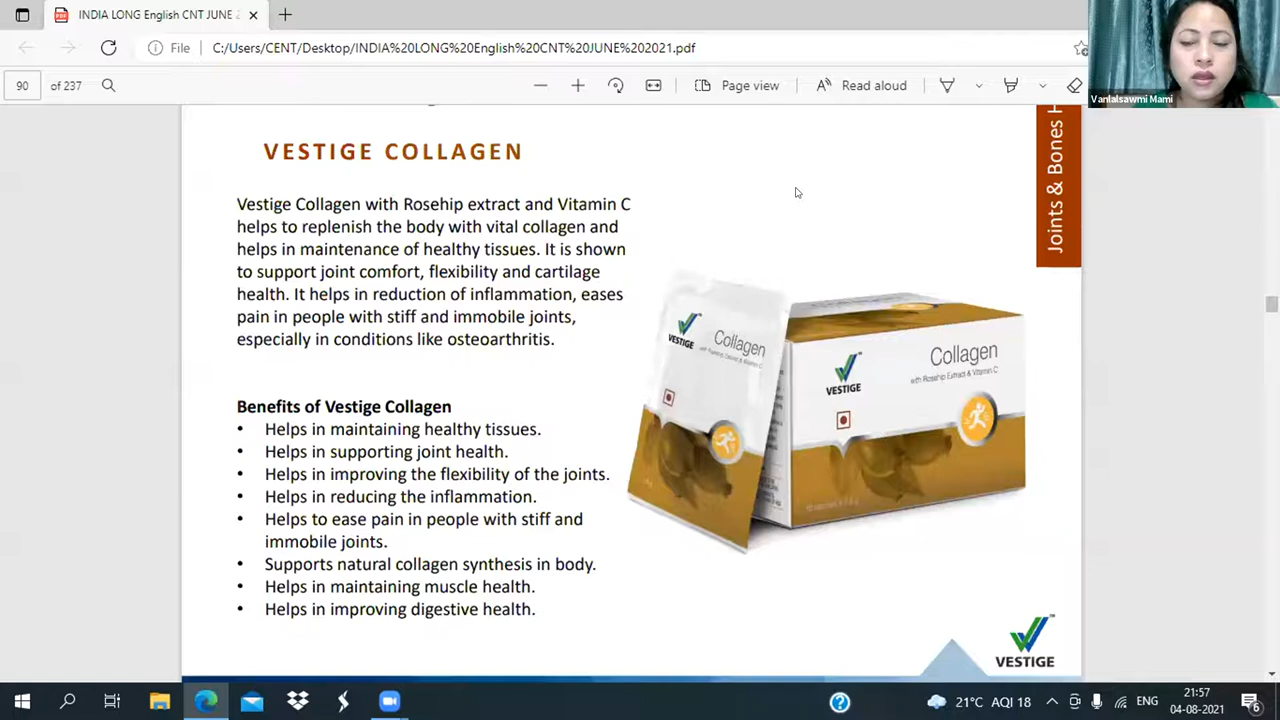 INDIA LONG English CNT JUNE 2
File
C:/Users/CENT/Desktop/INDIA%20LONG%20English%20CNT%20JUNE%202021.pdf
90 of 237
Page view
Read aloud
Vanlalsawmi Mami
Joints & Bones H
VESTIGE COLLAGEN
Vestige Collagen with Rosehip extract and Vitamin C
helps to replenish the body with vital collagen and
helps in maintenance of healthy tissues. It is shown
to support joint comfort, flexibility and cartilage
health. It helps in reduction of inflammation, eases
pain in people with stiff and immobile joints,
especially in conditions like osteoarthritis.
Benefits of Vestige Collagen
• Helps in maintaining healthy tissues.
• Helps in supporting joint health.
• Helps in improving the flexibility of the joints.
• Helps in reducing the inflammation.
• Helps to ease pain in people with stiff and
immobile joints.
• Supports natural collagen synthesis in body.
• Helps in maintaining muscle health.
• Helps in improving digestive health.
VESTIGE
Collagen
with Rosehip Extract & Vitamin C
VESTIGE
Collagen
with Rosehip Extract & Vitamin C
VESTIGE
21°C AQI 18
ENG
21:57
04-08-2021
6